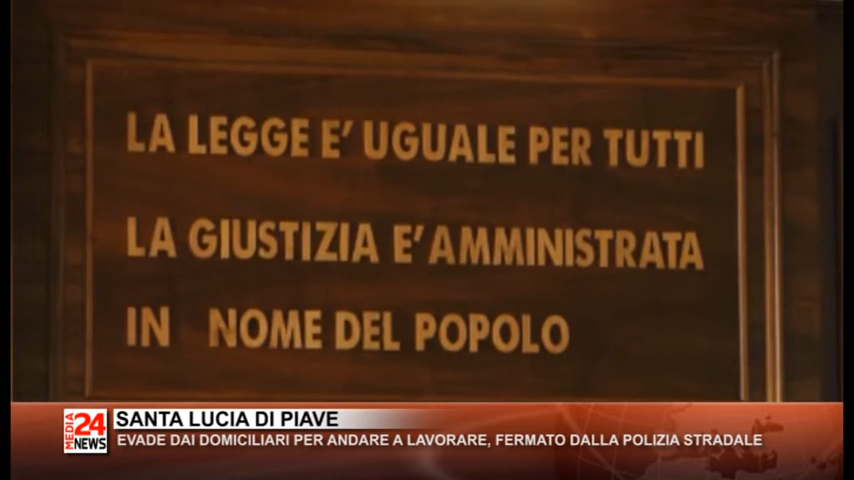 LA LEGGE E' UGUALE PER TUTTI
LA GIUSTIZIA E' AMMINISTRATA
IN NOME DEL POPOLO
MEDIA 24 NEWS
SANTA LUCIA DI PIAVE
EVADE DAI DOMICILIARI PER ANDARE A LAVORARE, FERMATO DALLA POLIZIA STRADALE